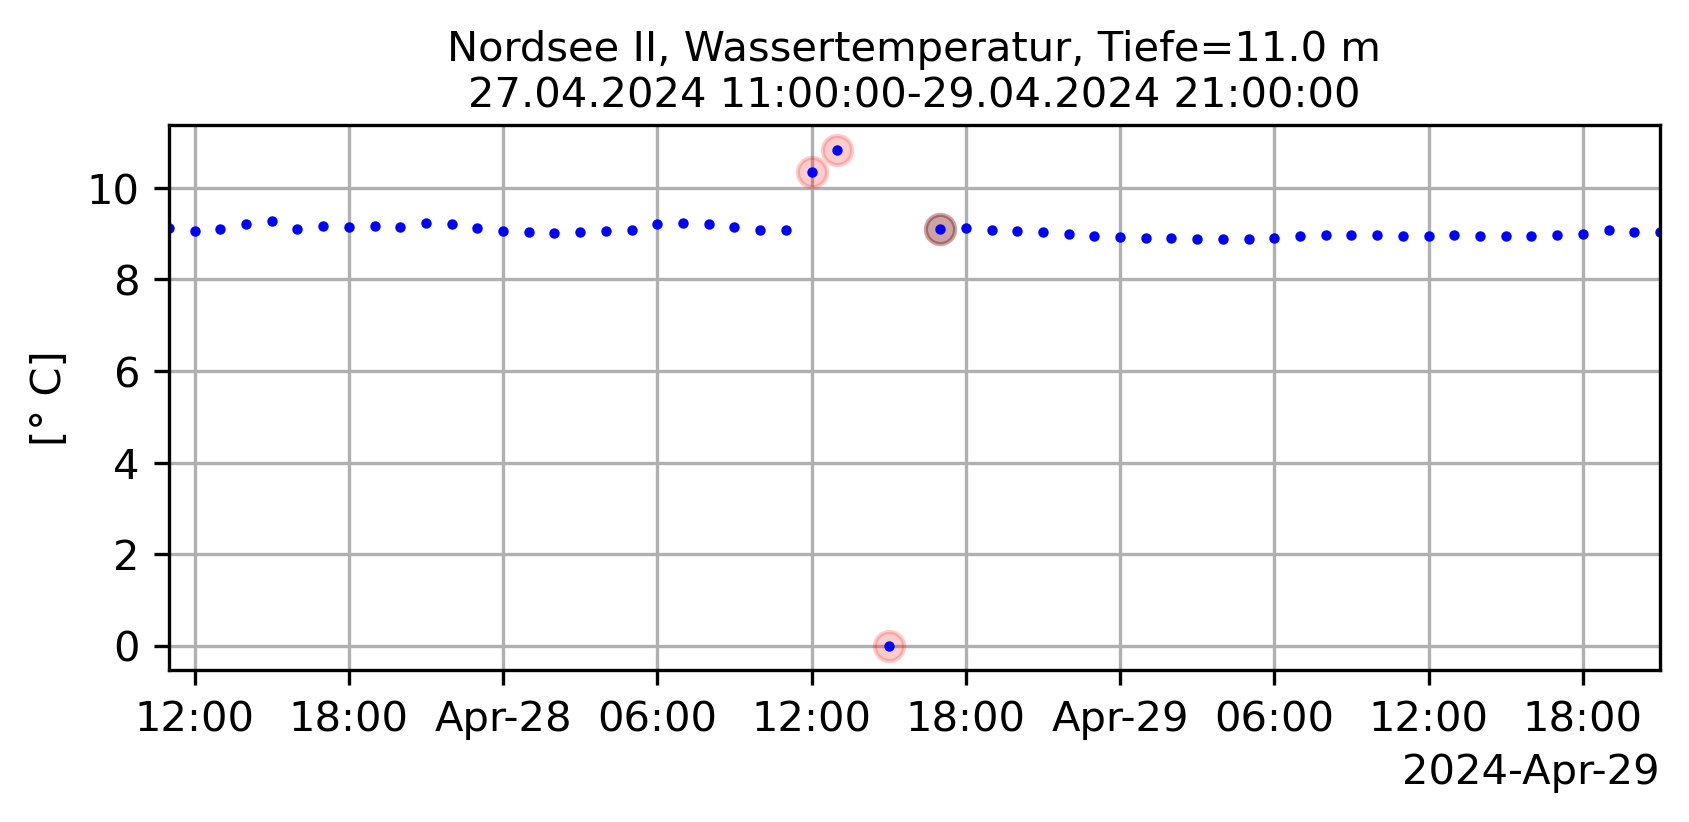 Nordsee II, Wassertemperatur, Tiefe=11.0 m
27.04.2024 11:00:00-29.04.2024 21:00:00
[° C]
10
8
6
4
2
0
12:00 18:00 Apr-28 06:00 12:00 18:00 Apr-29 06:00 12:00 18:00
2024-Apr-29